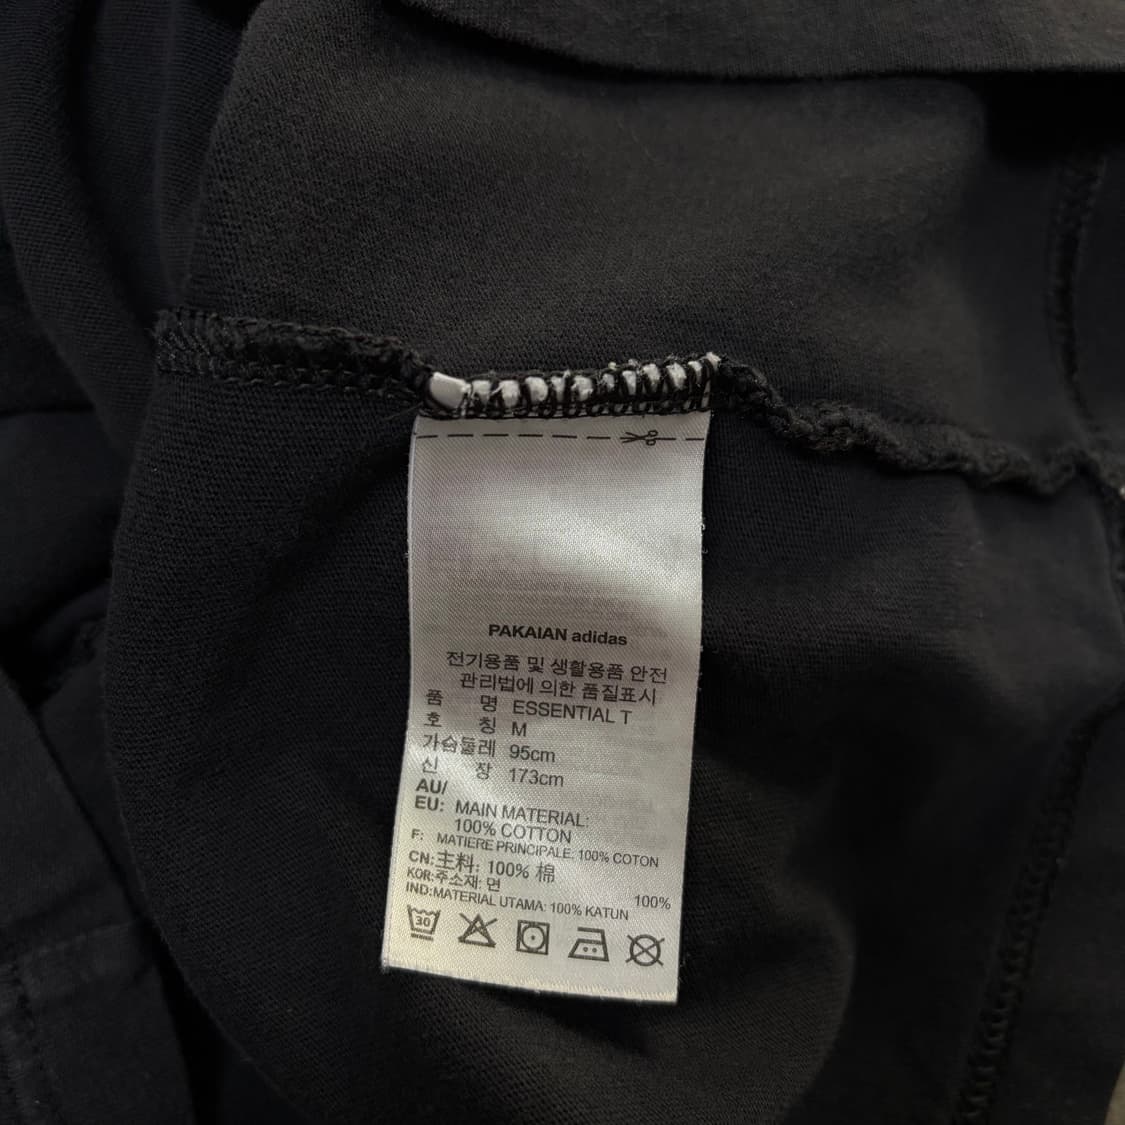 PAKAIAN adidas
전기용품 및 생활용품 안전
관리법에 의한 품질표시
품 명 ESSENTIAL T
호 칭 M
가슴둘레 95cm
신 장 173cm
AU/
EU: MAIN MATERIAL:
100% COTTON
F: MATIERE PRINCIPALE: 100% COTON
CN:主料: 100% 棉
KOR:주소재: 면 100%
IND:MATERIAL UTAMA: 100% KATUN
30